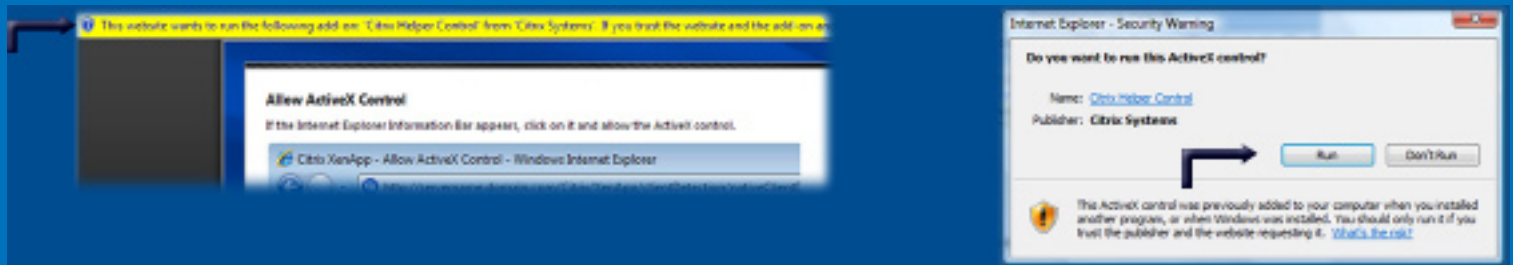 This website wants to run the following add-on: 'Citrix Helper Control' from 'Citrix Systems'. If you trust the website and the add-on an
Allow ActiveX Control
If the Internet Explorer Information Bar appears, click on it and allow the ActiveX control.
Citrix XenApp - Allow ActiveX Control - Windows Internet Explorer
Internet Explorer - Security Warning
Do you want to run this ActiveX control?
Name: Citrix Helper Control
Publisher: Citrix Systems
Run Don't Run
This ActiveX control was previously added to your computer when you installed
another program, or when Windows was installed. You should only run it if you
trust the publisher and the website requesting it. What's the risk?